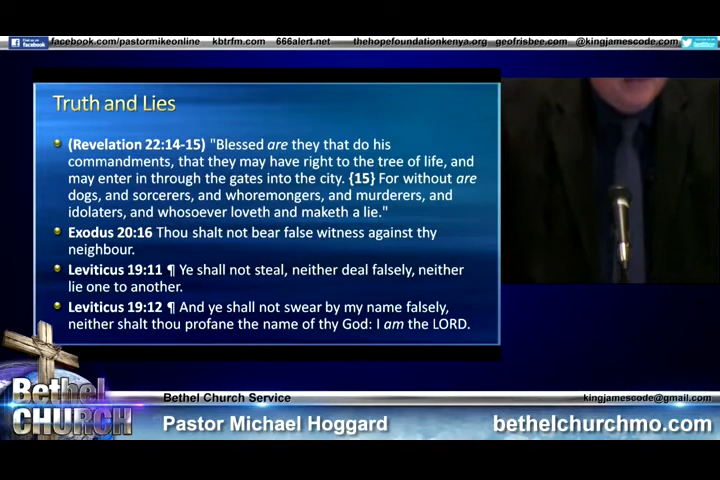 Find us on facebook facebook.com/pastormikeonline kbtrfm.com 666alert.net thehopefoundationkenya.org geofrisbee.com @kingjamescode.com
Truth and Lies
(Revelation 22:14-15) "Blessed are they that do his
commandments, that they may have right to the tree of life, and
may enter in through the gates into the city. {15} For without are
dogs, and sorcerers, and whoremongers, and murderers, and
idolaters, and whosoever loveth and maketh a lie."
Exodus 20:16 Thou shalt not bear false witness against thy
neighbour.
Leviticus 19:11 ¶ Ye shall not steal, neither deal falsely, neither
lie one to another.
Leviticus 19:12 ¶ And ye shall not swear by my name falsely,
neither shalt thou profane the name of thy God: I am the LORD.
Bethel
CHURCH
Bethel Church Service kingjamescode@gmail.com
Pastor Michael Hoggard bethelchurchmo.com